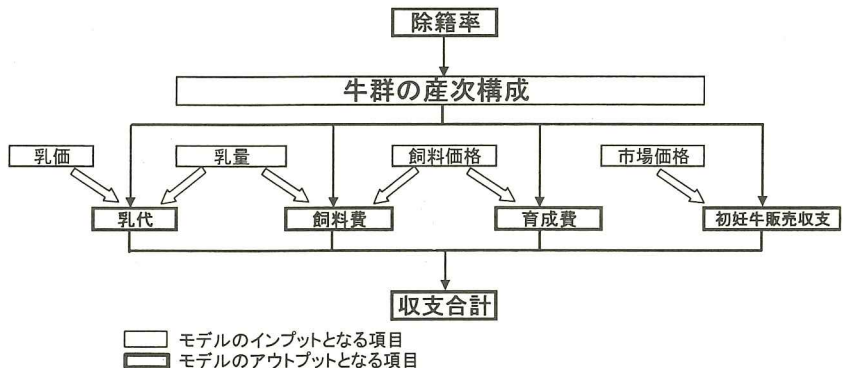 除籍率
牛群の産次構成
乳価
乳量
飼料価格
市場価格
乳代
飼料費
育成費
初妊牛販売収支
収支合計
モデルのインプットとなる項目
モデルのアウトプットとなる項目